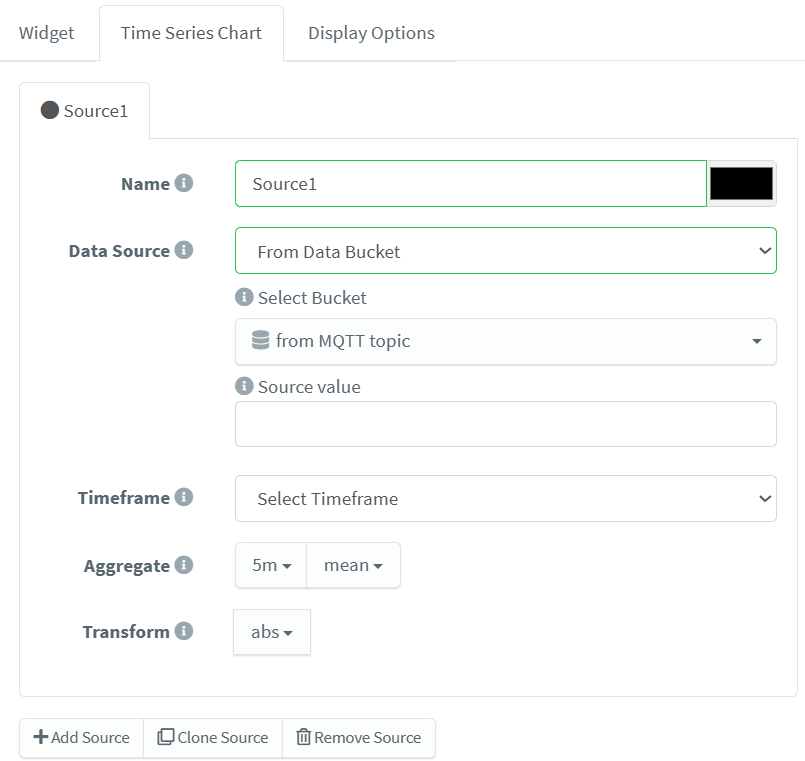 Widget Time Series Chart Display Options
Source1
Name Source1
Data Source From Data Bucket
Select Bucket
from MQTT topic
Source value
Timeframe Select Timeframe
Aggregate 5m mean
Transform abs
Add Source Clone Source Remove Source